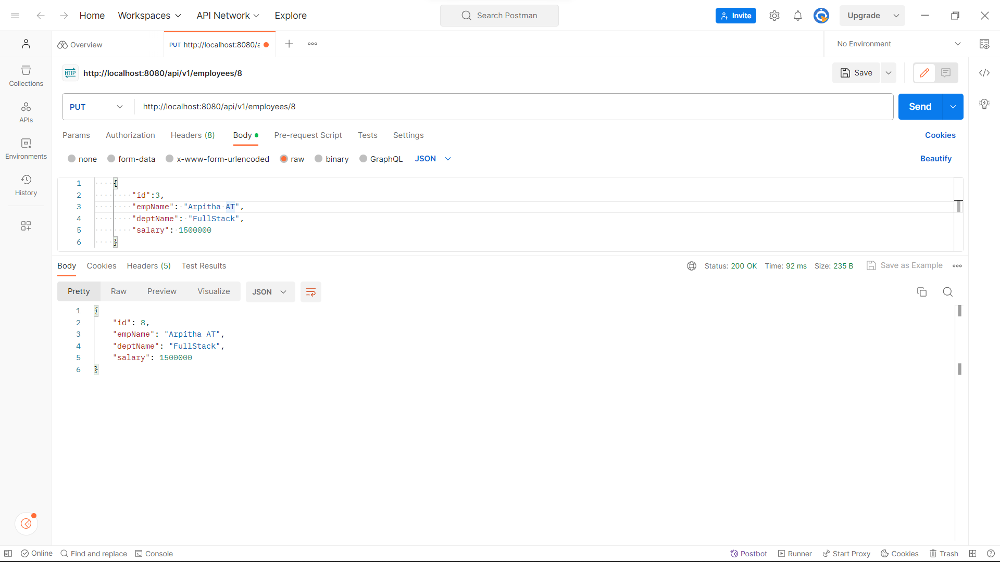 Home Workspaces API Network Explore Search Postman Invite Upgrade
Overview PUT http://localhost:8080/a No Environment
HTTP http://localhost:8080/api/v1/employees/8 Save
PUT http://localhost:8080/api/v1/employees/8 Send
Params Authorization Headers (8) Body Pre-request Script Tests Settings Cookies
none form-data x-www-form-urlencoded raw binary GraphQL JSON Beautify
Collections
APIs
Environments
History
1 {
2 "id":3,
3 "empName": "Arpitha AT",
4 "deptName": "FullStack",
5 "salary": 1500000
6 }
Body Cookies Headers (5) Test Results Status: 200 OK Time: 92 ms Size: 235 B Save as Example
Pretty Raw Preview Visualize JSON
1 {
2 "id": 8,
3 "empName": "Arpitha AT",
4 "deptName": "FullStack",
5 "salary": 1500000
6 }
Online Find and replace Console Postbot Runner Start Proxy Cookies Trash